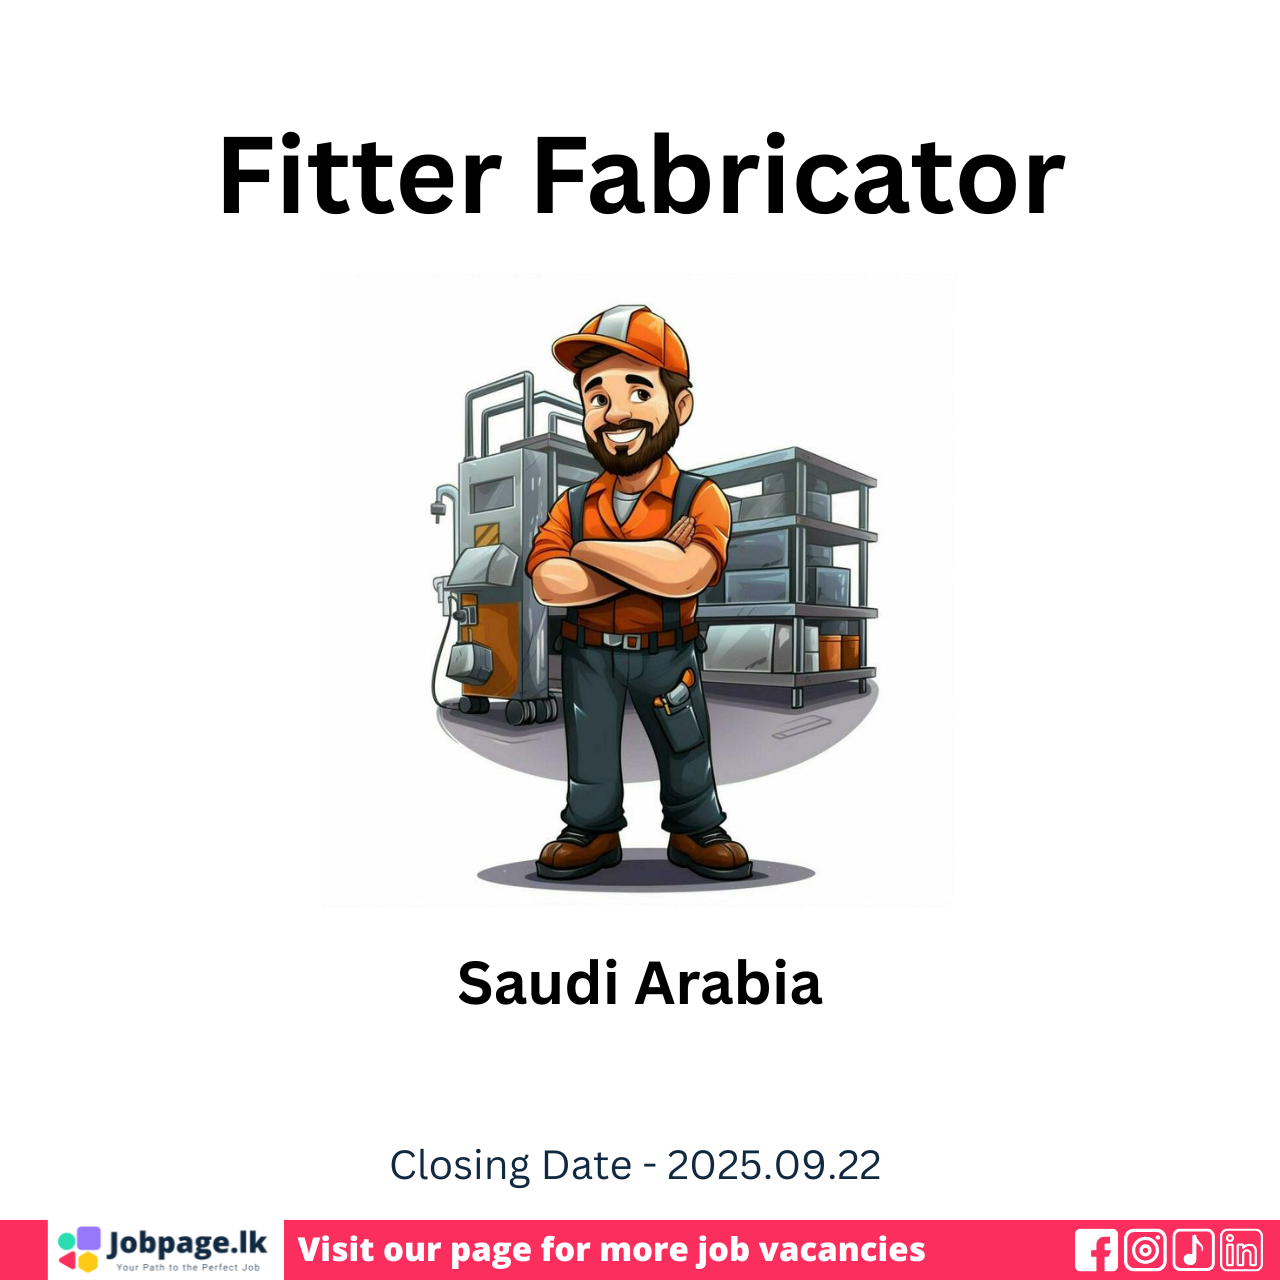 Fitter Fabricator
Saudi Arabia
Closing Date - 2025.09.22
Jobpage.lk
Your Path to the Perfect Job
Visit our page for more job vacancies